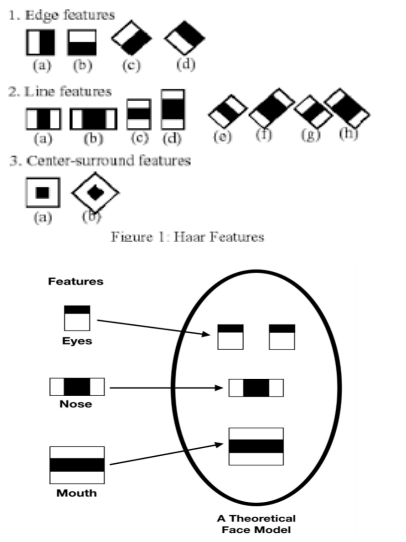 1. Edge features
(a) (b) (c) (d)
2. Line features
(a) (b) (c) (d) (e) (f) (g) (h)
3. Center-surround features
(a) (b)
Figure 1: Haar Features
Features
Eyes
Nose
Mouth
A Theoretical
Face Model